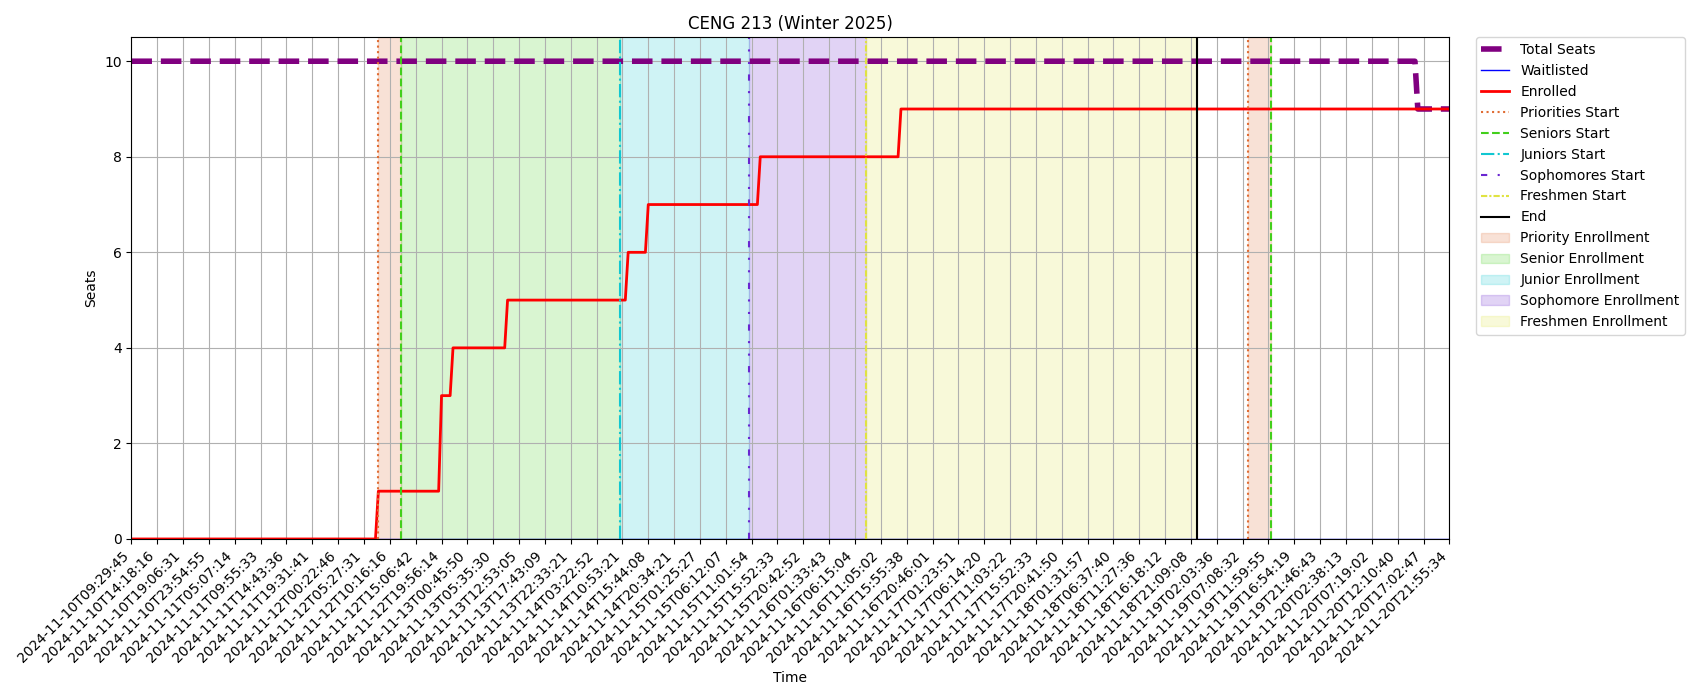 CENG 213 (Winter 2025)
Seats
10
8
6
4
2
0
2024-11-10T09:29:45
2024-11-10T14:18:16
2024-11-10T19:06:31
2024-11-10T23:54:55
2024-11-11T05:07:14
2024-11-11T09:55:33
2024-11-11T14:43:36
2024-11-11T19:31:41
2024-11-12T00:22:46
2024-11-12T05:27:31
2024-11-12T10:16:16
2024-11-12T15:06:42
2024-11-12T19:56:14
2024-11-13T00:45:50
2024-11-13T05:35:30
2024-11-13T12:53:05
2024-11-13T17:43:09
2024-11-13T22:33:21
2024-11-14T03:22:52
2024-11-14T10:53:21
2024-11-14T15:44:08
2024-11-14T20:34:21
2024-11-15T01:25:27
2024-11-15T06:12:07
2024-11-15T11:01:54
2024-11-15T15:52:33
2024-11-15T20:42:52
2024-11-16T01:33:43
2024-11-16T06:15:04
2024-11-16T11:05:02
2024-11-16T15:55:38
2024-11-16T20:46:01
2024-11-17T01:23:51
2024-11-17T06:14:20
2024-11-17T11:03:22
2024-11-17T15:52:33
2024-11-17T20:41:50
2024-11-18T01:31:57
2024-11-18T06:37:40
2024-11-18T11:27:36
2024-11-18T16:18:12
2024-11-18T21:09:08
2024-11-19T02:03:36
2024-11-19T07:08:32
2024-11-19T11:59:55
2024-11-19T16:54:19
2024-11-19T21:46:43
2024-11-20T02:38:13
2024-11-20T07:19:02
2024-11-20T12:10:40
2024-11-20T17:02:47
2024-11-20T21:55:34
Time
Total Seats
Waitlisted
Enrolled
Priorities Start
Seniors Start
Juniors Start
Sophomores Start
Freshmen Start
End
Priority Enrollment
Senior Enrollment
Junior Enrollment
Sophomore Enrollment
Freshmen Enrollment